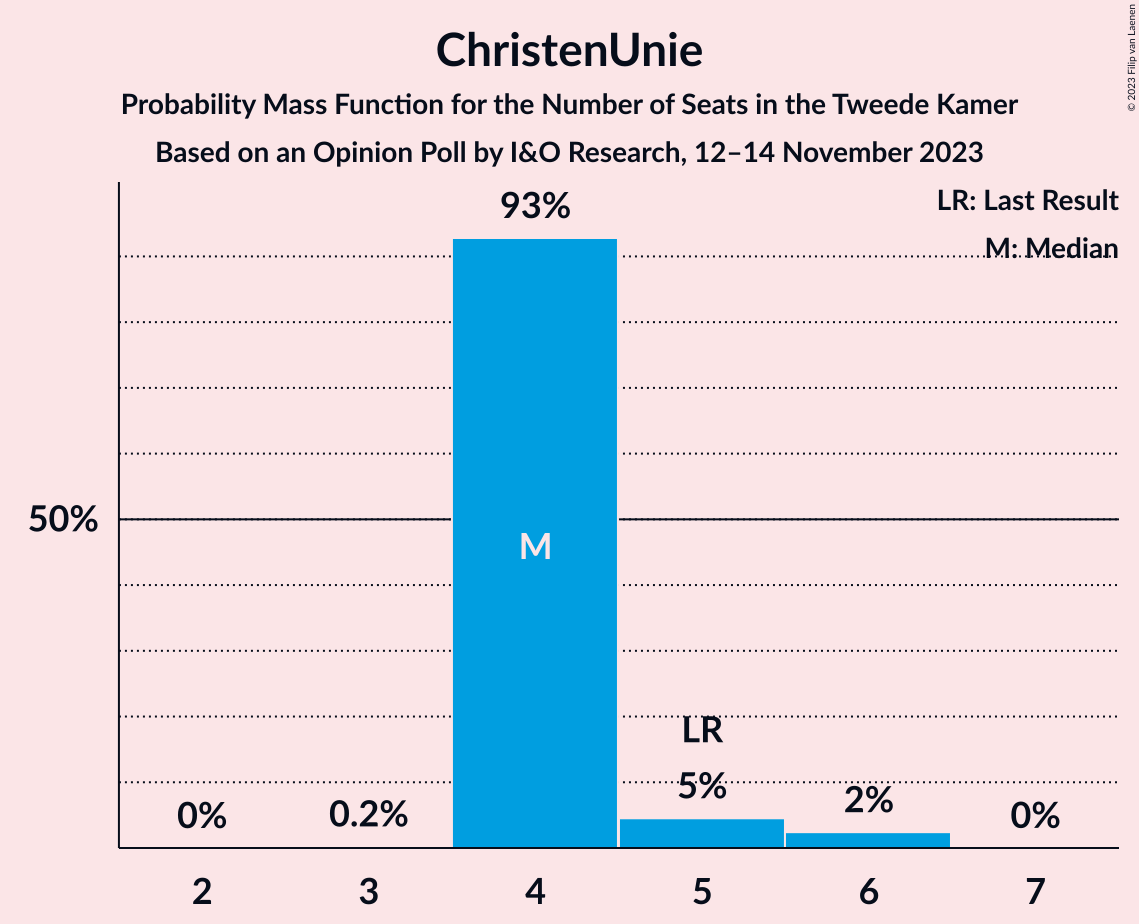 ChristenUnie
Probability Mass Function for the Number of Seats in the Tweede Kamer
Based on an Opinion Poll by I&O Research, 12–14 November 2023
© 2023 Filip van Laenen
LR: Last Result
M: Median
93%
50%
M
LR
0%
0.2%
5%
2%
0%
2 3 4 5 6 7